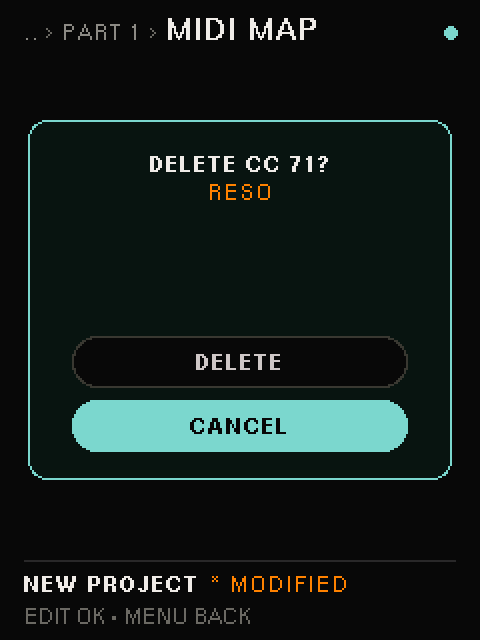 ..› PART 1 › MIDI MAP
DELETE CC 71?
RESO
DELETE
CANCEL
NEW PROJECT * MODIFIED
EDIT OK • MENU BACK